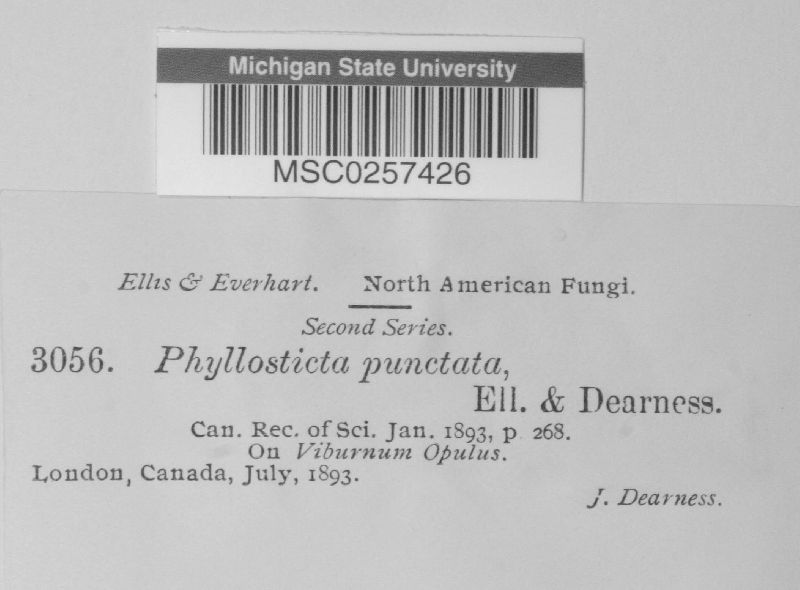 Michigan State University
MSC0257426
Ellis & Everhart. North American Fungi.
Second Series.
3056. Phyllosticta punctata,
Ell. & Dearness.
Can. Rec. of Sci. Jan. 1893, p 268.
On Viburnum Opulus.
London, Canada, July, 1893.
J. Dearness.